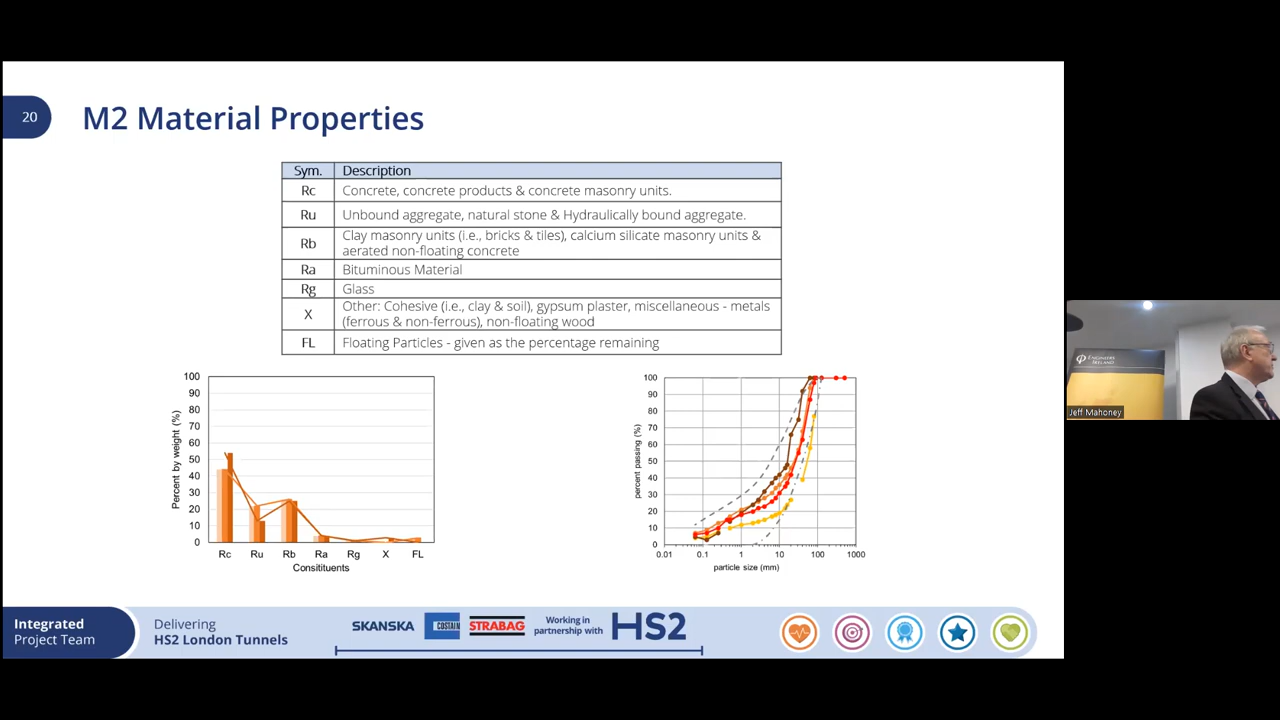 20
M2 Material Properties
Sym. Description
Rc Concrete, concrete products & concrete masonry units.
Ru Unbound aggregate, natural stone & Hydraulically bound aggregate.
Rb Clay masonry units (i.e., bricks & tiles), calcium silicate masonry units &
aerated non-floating concrete
Ra Bituminous Material
Rg Glass
X Other: Cohesive (i.e., clay & soil), gypsum plaster, miscellaneous - metals
(ferrous & non-ferrous), non-floating wood
FL Floating Particles - given as the percentage remaining
Percent by weight (%)
100
90
80
70
60
50
40
30
20
10
0
Rc Ru Rb Ra Rg X FL
Consitituents
percent passing (%)
100
90
80
70
60
50
40
30
20
10
0
0.01 0.1 1 10 100 1000
particle size (mm)
Integrated
Project Team
Delivering
HS2 London Tunnels
SKANSKA
COSTAIN
STRABAG
Working in
partnership with
HS2
ENGINEERS
IRELAND
Jeff Mahoney